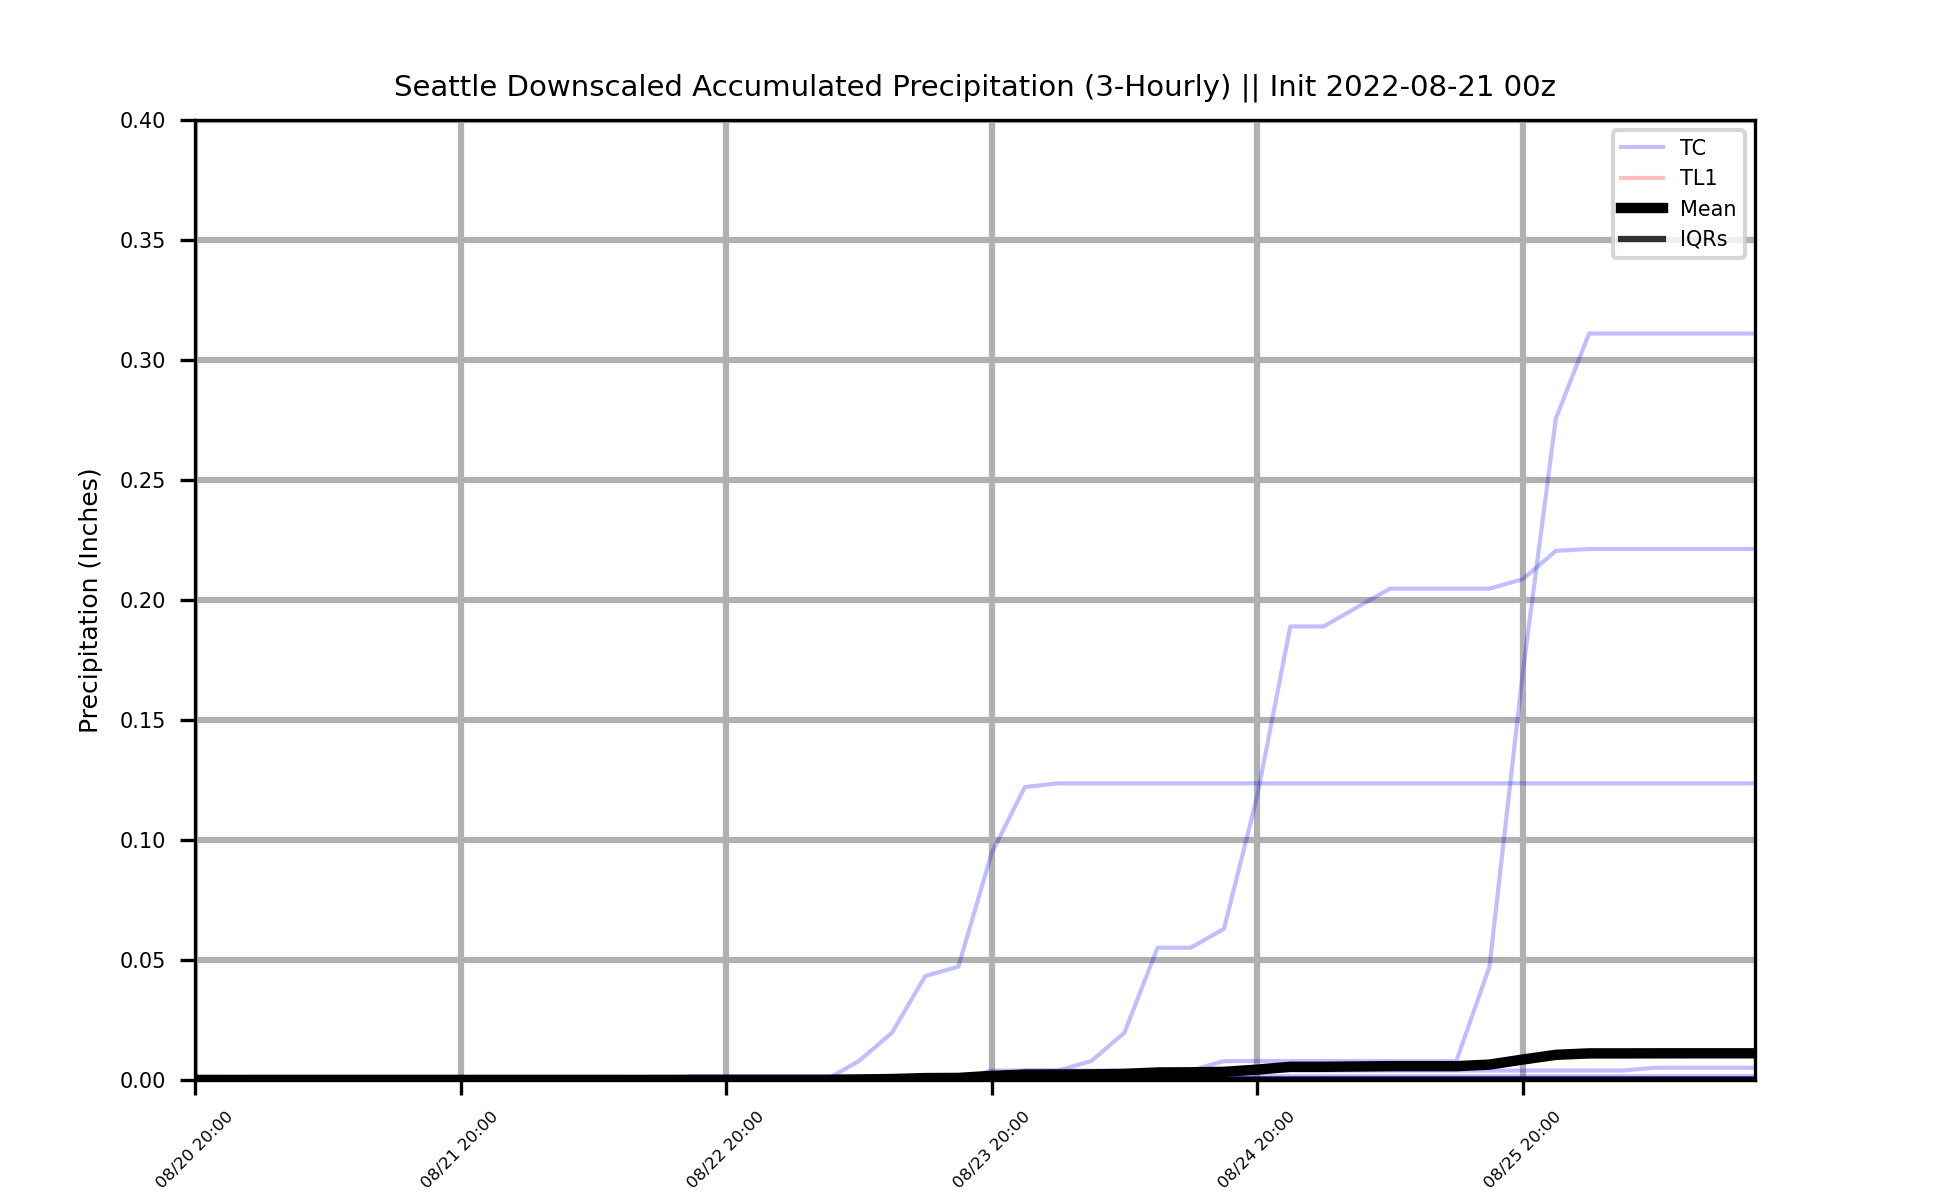 Seattle Downscaled Accumulated Precipitation (3-Hourly) || Init 2022-08-21 00z
0.40
0.35
0.30
0.25
0.20
0.15
0.10
0.05
0.00
Precipitation (Inches)
TC
TL1
Mean
IQRs
08/20 20:00
08/21 20:00
08/22 20:00
08/23 20:00
08/24 20:00
08/25 20:00